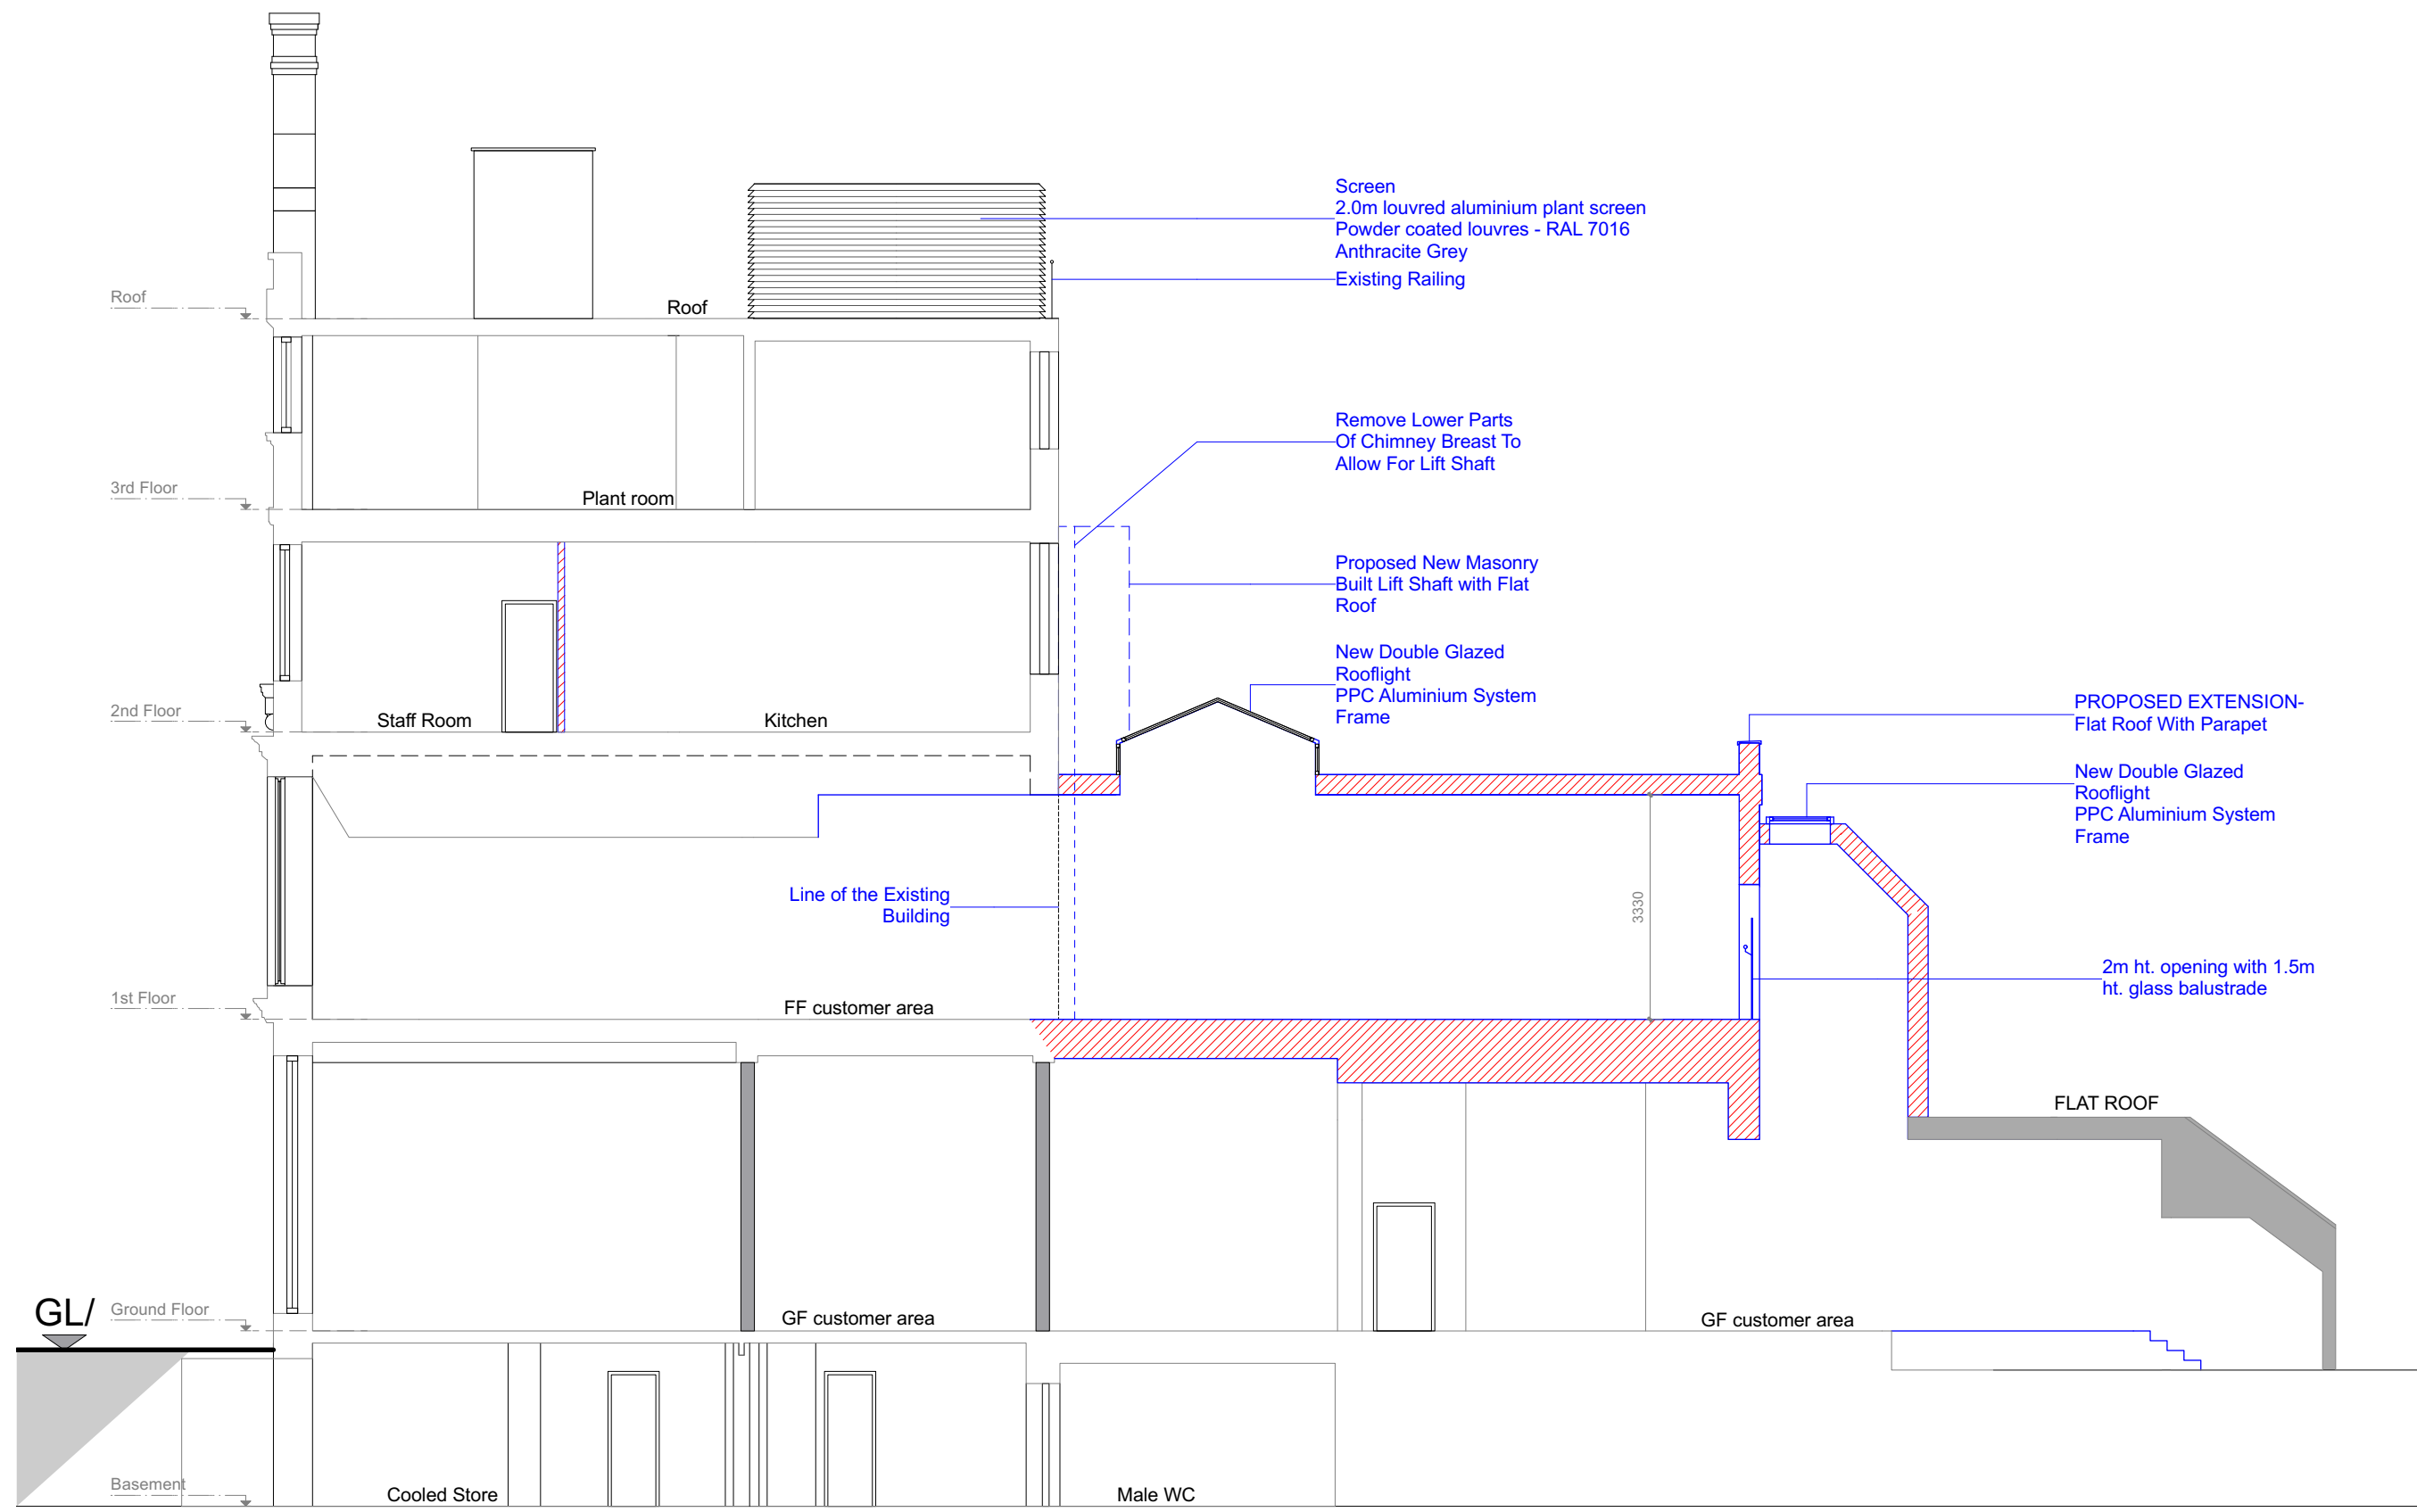 Screen
2.0m louvred aluminium plant screen
Powder coated louvres - RAL 7016
Anthracite Grey
Existing Railing
Roof
Roof
Remove Lower Parts
Of Chimney Breast To
Allow For Lift Shaft
3rd Floor
Plant room
Proposed New Masonry
Built Lift Shaft with Flat
Roof
New Double Glazed
Rooflight
PPC Aluminium System
Frame
2nd Floor
Staff Room
Kitchen
PROPOSED EXTENSION-
Flat Roof With Parapet
New Double Glazed
Rooflight
PPC Aluminium System
Frame
Line of the Existing
Building
3330
2m ht. opening with 1.5m
ht. glass balustrade
1st Floor
FF customer area
FLAT ROOF
GL/
Ground Floor
GF customer area
GF customer area
Basement
Cooled Store
Male WC